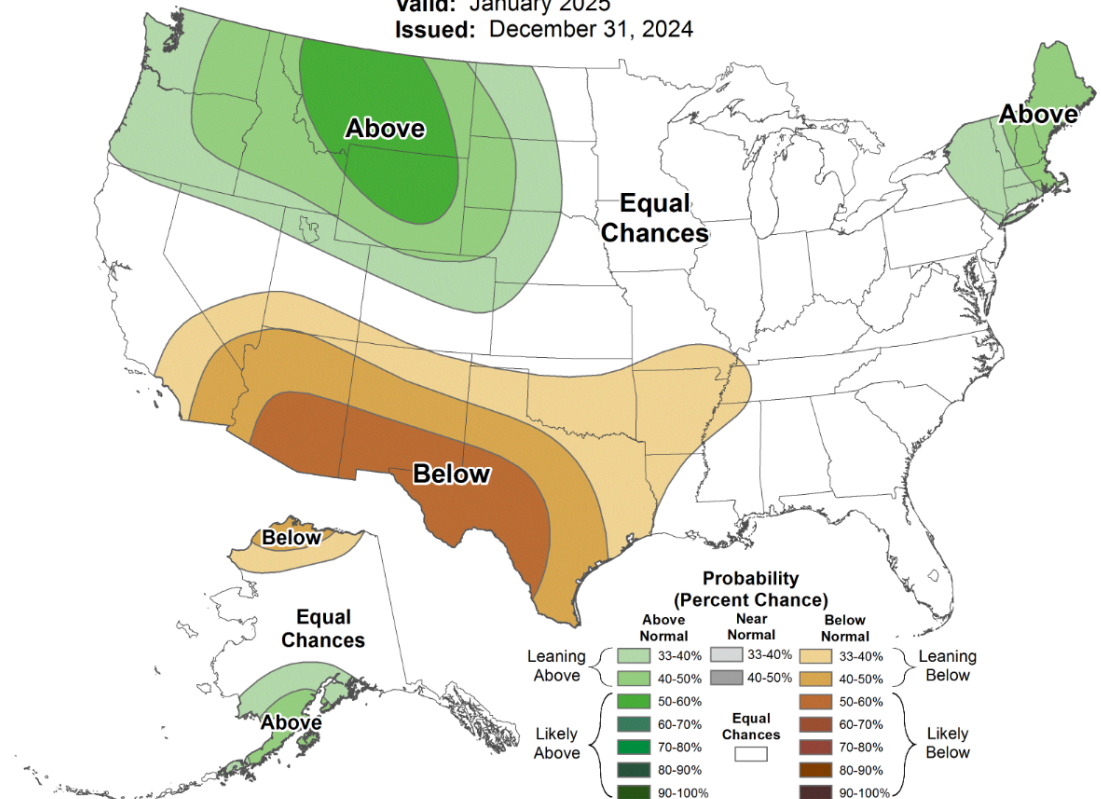 Valid: January 2025
Issued: December 31, 2024
Above
Above
Equal
Chances
Below
Below
Equal
Chances
Above
Probability
(Percent Chance)
Above
Normal
Near
Normal
Below
Normal
Leaning
Above
33-40%
33-40%
33-40%
Leaning
Below
40-50%
40-50%
40-50%
Likely
Above
50-60%
50-60%
Likely
Below
60-70%
Equal
Chances
60-70%
70-80%
70-80%
80-90%
80-90%
90-100%
90-100%